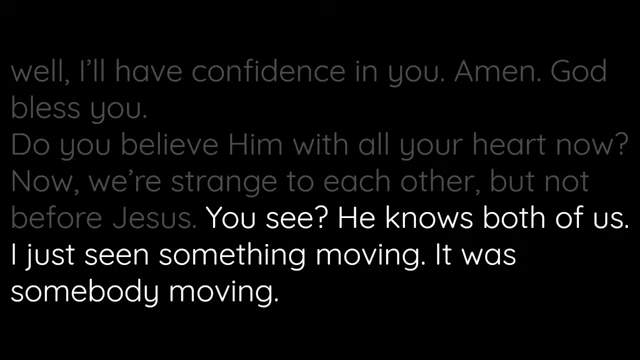 well, I’ll have confidence in you. Amen. God
bless you.
Do you believe Him with all your heart now?
Now, we’re strange to each other, but not
before Jesus. You see? He knows both of us.
I just seen something moving. It was
somebody moving.